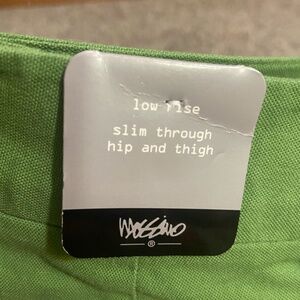 low rise
slim through
hip and thigh
mossimo
®